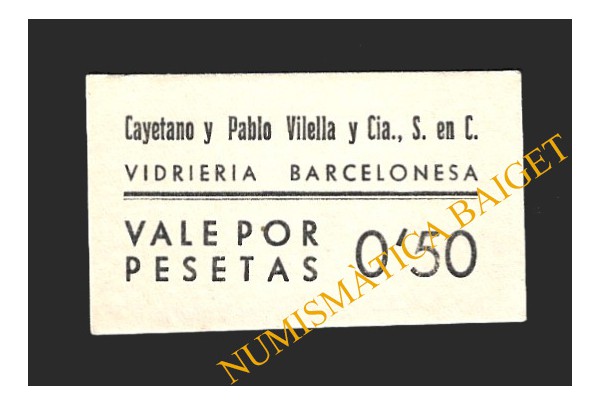 Cayetano y Pablo Vilella y Cia., S. en C.
VIDRIERIA BARCELONESA
VALE POR
PESETAS 0'50
NUMISMÀTICA BAIGET